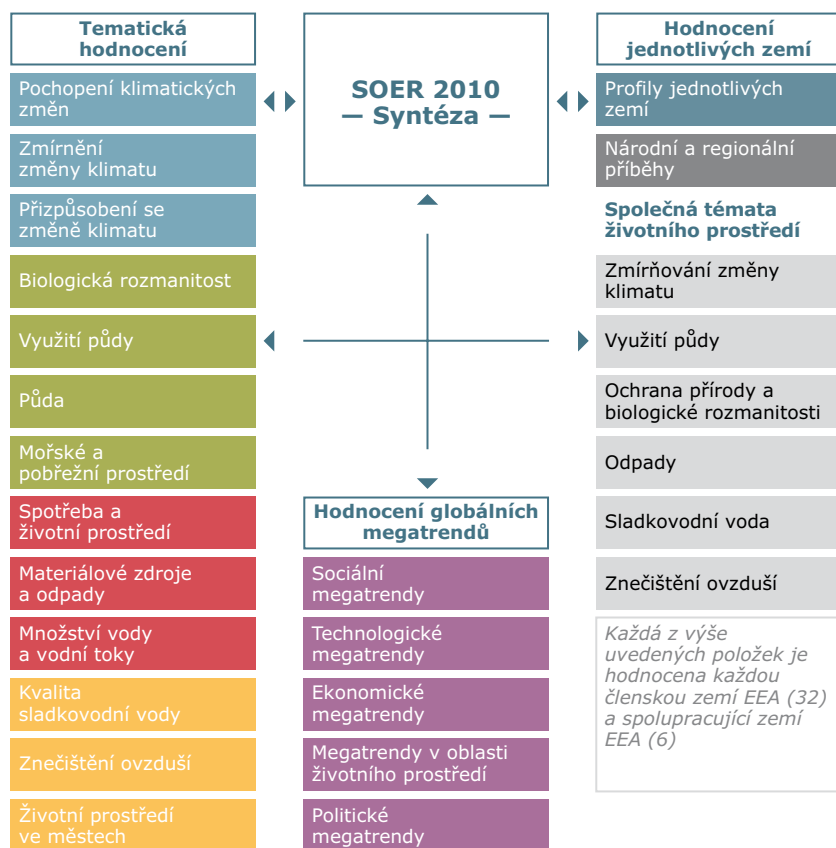 Tematická
hodnocení
Pochopení klimatických
změn
Zmírnění
změny klimatu
Přizpůsobení se
změně klimatu
Biologická rozmanitost
Využití půdy
Půda
Mořské a
pobřežní prostředí
Spotřeba a
životní prostředí
Materiálové zdroje
a odpady
Množství vody
a vodní toky
Kvalita
sladkovodní vody
Znečištění ovzduší
Životní prostředí
ve městech
SOER 2010
— Syntéza —
Hodnocení globálních
megatrendů
Sociální
megatrendy
Technologické
megatrendy
Ekonomické
megatrendy
Megatrendy v oblasti
životního prostředí
Politické
megatrendy
Hodnocení
jednotlivých zemí
Profily jednotlivých
zemí
Národní a regionální
příběhy
Společná témata
životního prostředí
Zmírňování změny
klimatu
Využití půdy
Ochrana přírody a
biologické rozmanitosti
Odpady
Sladkovodní voda
Znečištění ovzduší
Každá z výše
uvedených položek je
hodnocena každou
členskou zemí EEA (32)
a spolupracující zemí
EEA (6)